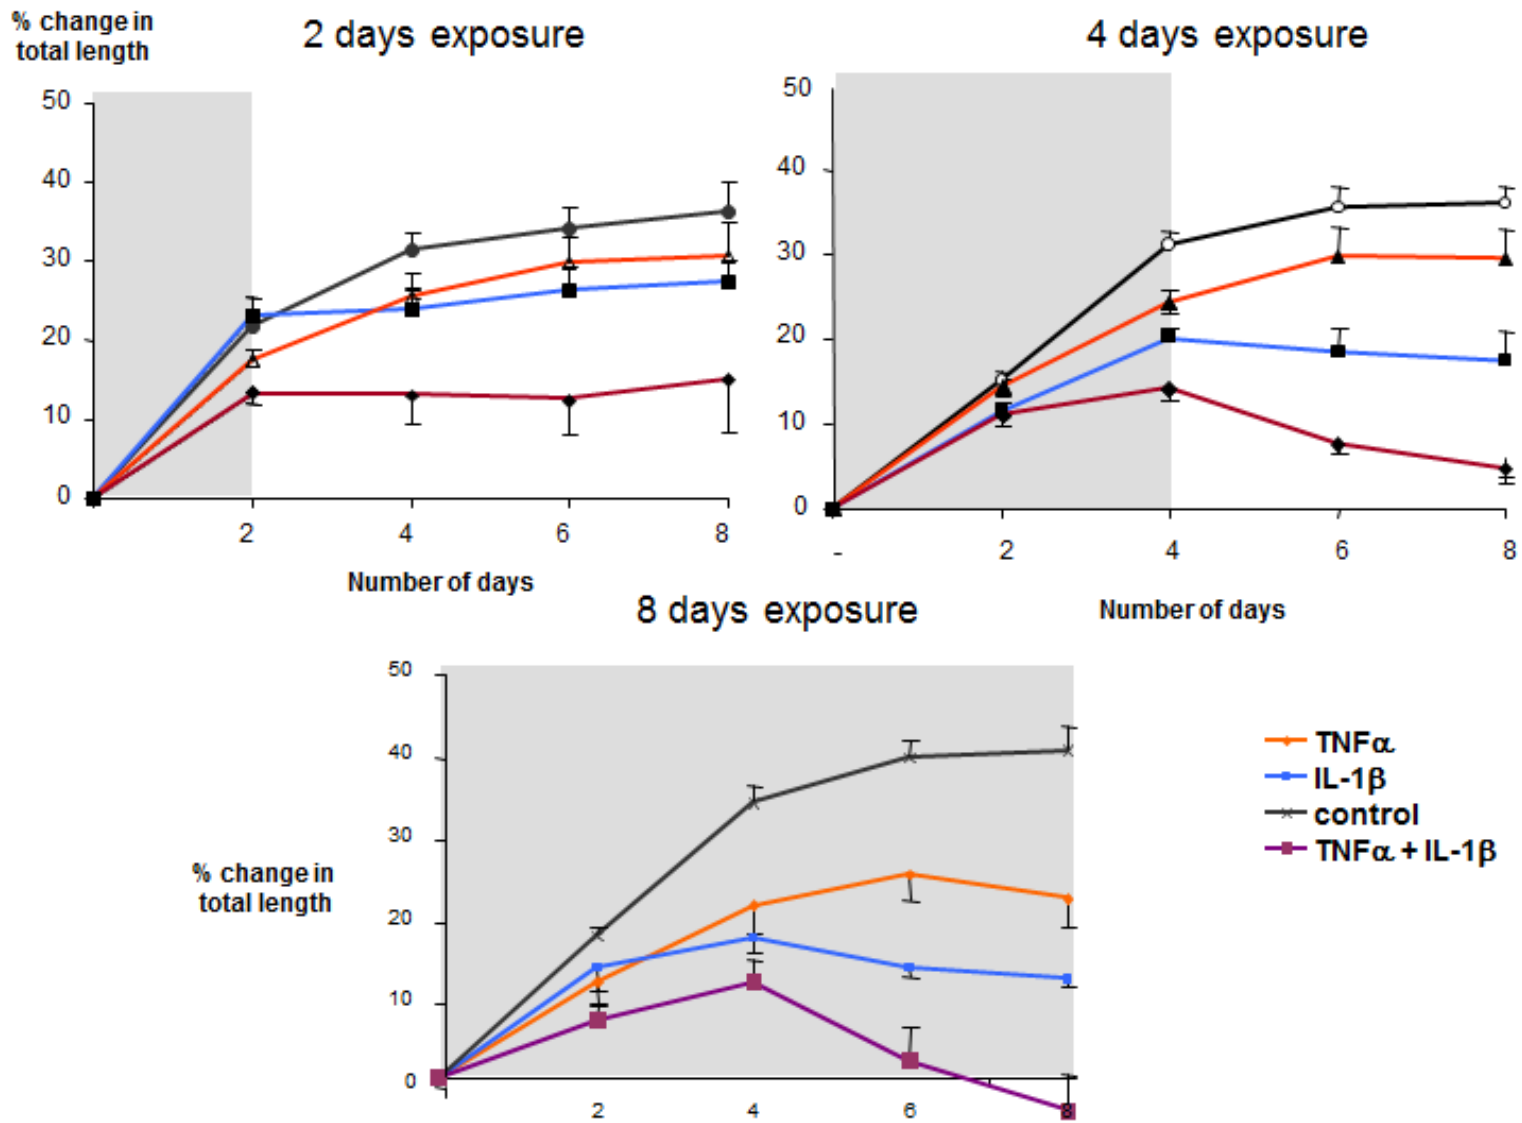 % change in
total length
2 days exposure
4 days exposure
50
40
30
20
10
0
2 4 6 8
Number of days
50
40
30
20
10
0
- 2 4 6 8
Number of days
8 days exposure
% change in
total length
50
40
30
20
10
0
2 4 6 8
TNFα
IL-1β
control
TNFα + IL-1β